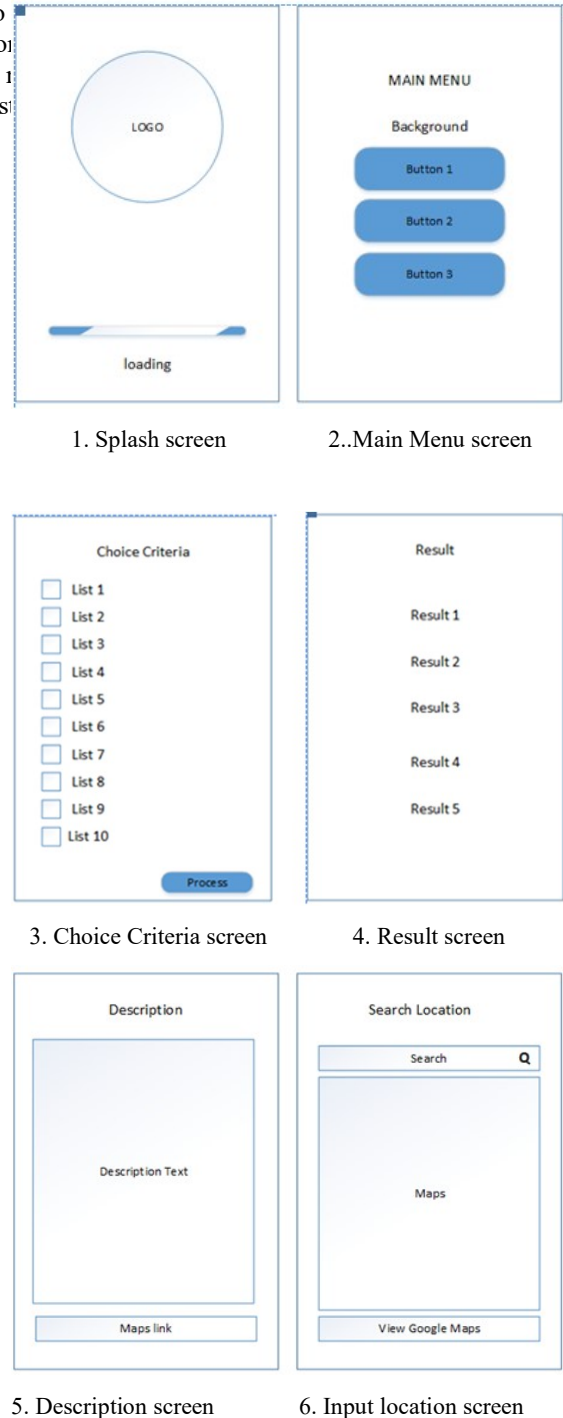 LOGO
loading
MAIN MENU
Background
Button 1
Button 2
Button 3
1. Splash screen
2..Main Menu screen
Choice Criteria
List 1
List 2
List 3
List 4
List 5
List 6
List 7
List 8
List 9
List 10
Process
Result
Result 1
Result 2
Result 3
Result 4
Result 5
3. Choice Criteria screen
4. Result screen
Description
Description Text
Maps link
Search Location
Search
Maps
View Google Maps
5. Description screen
6. Input location screen